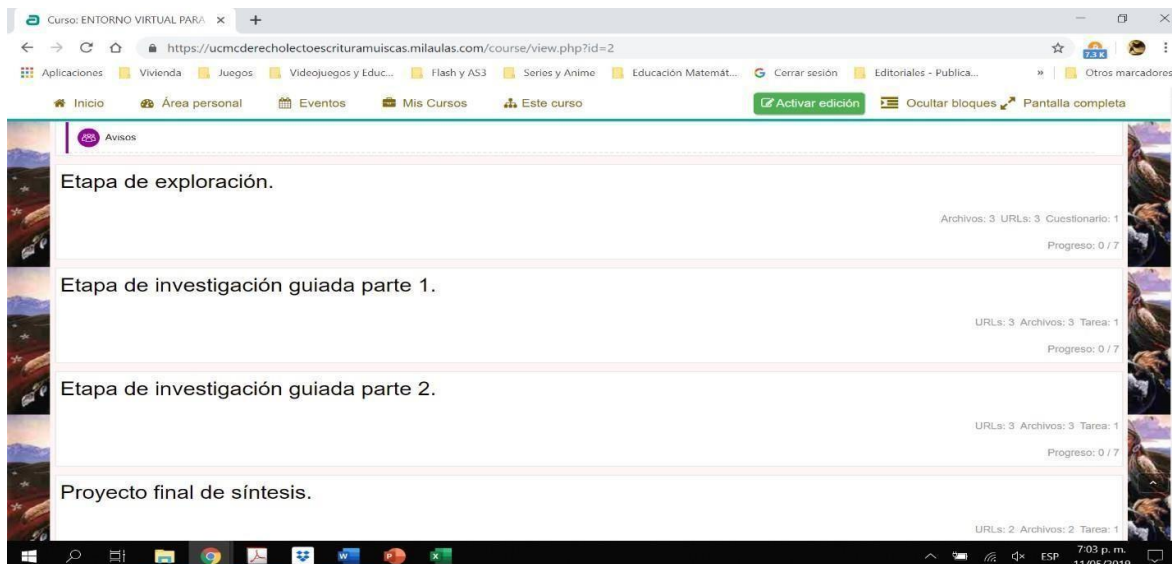 Curso: ENTORNO VIRTUAL PARA
https://ucmcderecholectoescrituramuiscas.milaulas.com/course/view.php?id=2
7.3 K
Aplicaciones Vivienda Juegos Videojuegos y Educ... Flash y AS3 Series y Anime Educación Matemát... Cerrar sesión Editoriales - Publica... » Otros marcadores
Inicio Área personal Eventos Mis Cursos Este curso Activar edición Ocultar bloques Pantalla completa
Avisos
Etapa de exploración.
Archivos: 3 URLs: 3 Cuestionario: 1
Progreso: 0 / 7
Etapa de investigación guiada parte 1.
URLs: 3 Archivos: 3 Tarea: 1
Progreso: 0 / 7
Etapa de investigación guiada parte 2.
URLs: 3 Archivos: 3 Tarea: 1
Progreso: 0 / 7
Proyecto final de síntesis.
URLs: 2 Archivos: 2 Tarea: 1
ESP 7:03 p. m.
11/05/2019